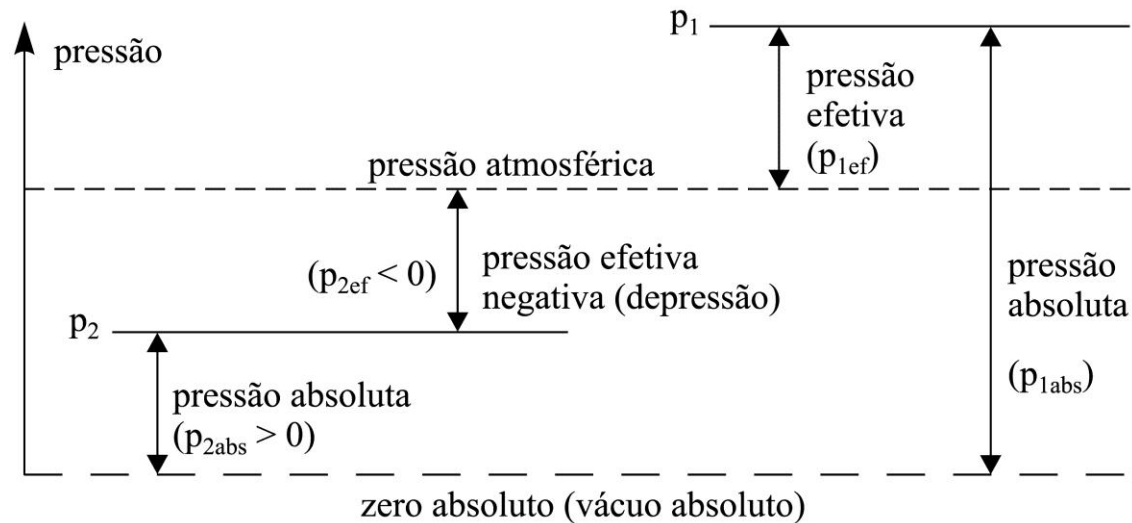 p₁
pressão
pressão
efetiva
(p₁ef)
pressão atmosférica
(p₂ef < 0)
pressão efetiva
negativa (depressão)
pressão
absoluta
(p₁abs)
p₂
pressão absoluta
(p₂abs > 0)
zero absoluto (vácuo absoluto)